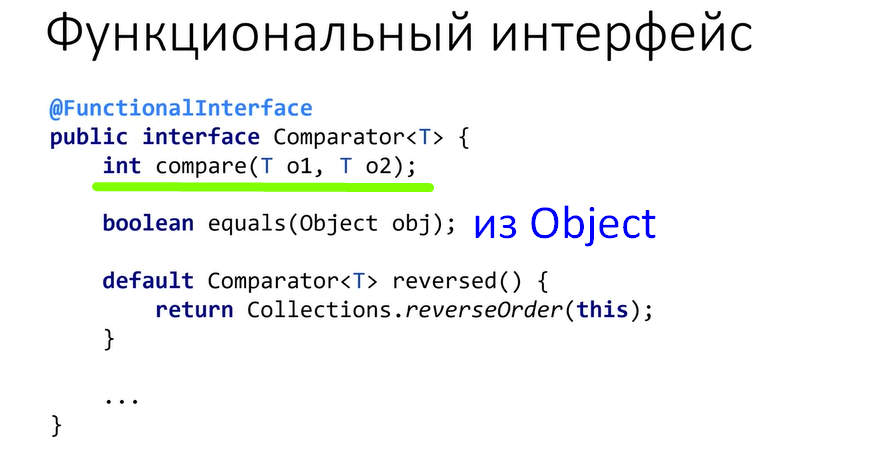 Функциональный интерфейс
@FunctionalInterface
public interface Comparator<T> {
int compare(T o1, T o2);
boolean equals(Object obj); из Object
default Comparator<T> reversed() {
return Collections.reverseOrder(this);
}
...
}